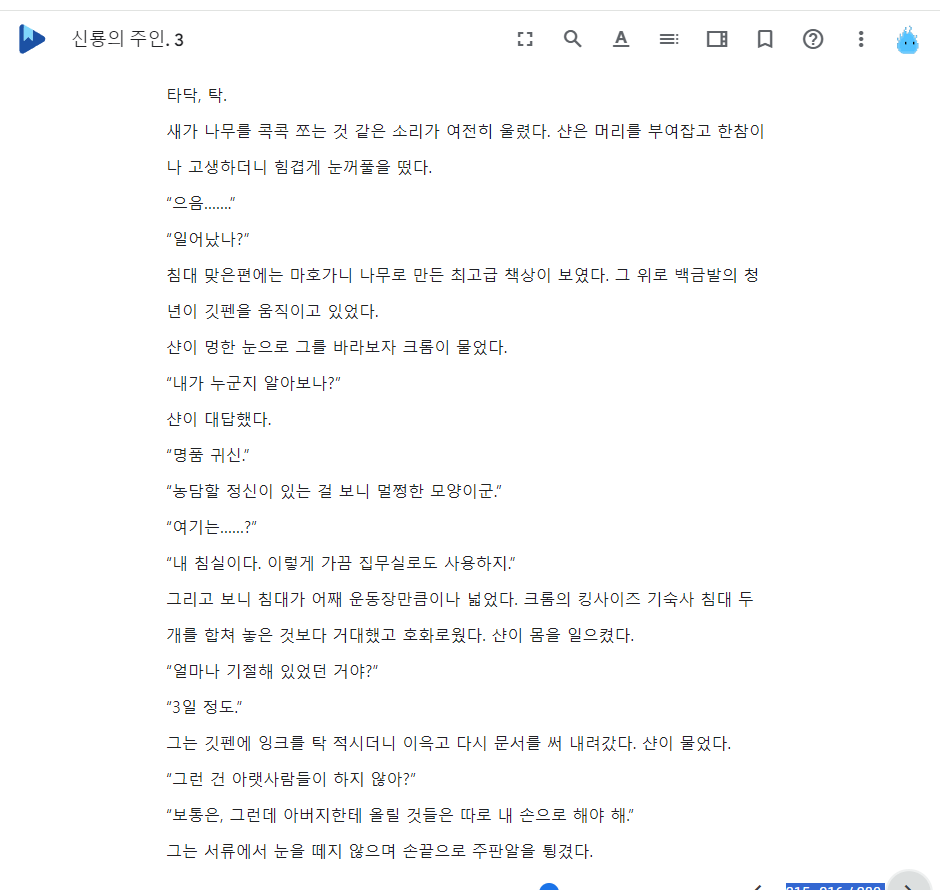 신룡의 주인. 3
타닥, 탁.
새가 나무를 콕콕 쪼는 것 같은 소리가 여전히 울렸다. 샨은 머리를 부여잡고 한참이
나 고생하더니 힘겹게 눈꺼풀을 떴다.
“으음…….”
“일어났나?”
침대 맞은편에는 마호가니 나무로 만든 최고급 책상이 보였다. 그 위로 백금발의 청
년이 깃펜을 움직이고 있었다.
샨이 멍한 눈으로 그를 바라보자 크롬이 물었다.
“내가 누군지 알아보나?”
샨이 대답했다.
“명품 귀신.”
“농담할 정신이 있는 걸 보니 멀쩡한 모양이군.”
“여기는……?”
“내 침실이다. 이렇게 가끔 집무실로도 사용하지.”
그리고 보니 침대가 어째 운동장만큼이나 넓었다. 크롬의 킹사이즈 기숙사 침대 두
개를 합쳐 놓은 것보다 거대했고 호화로웠다. 샨이 몸을 일으켰다.
“얼마나 기절해 있었던 거야?”
“3일 정도.”
그는 깃펜에 잉크를 탁 적시더니 이윽고 다시 문서를 써 내려갔다. 샨이 물었다.
“그런 건 아랫사람들이 하지 않아?”
“보통은, 그런데 아버지한테 올릴 것들은 따로 내 손으로 해야 해.”
그는 서류에서 눈을 떼지 않으며 손끝으로 주판알을 튕겼다.